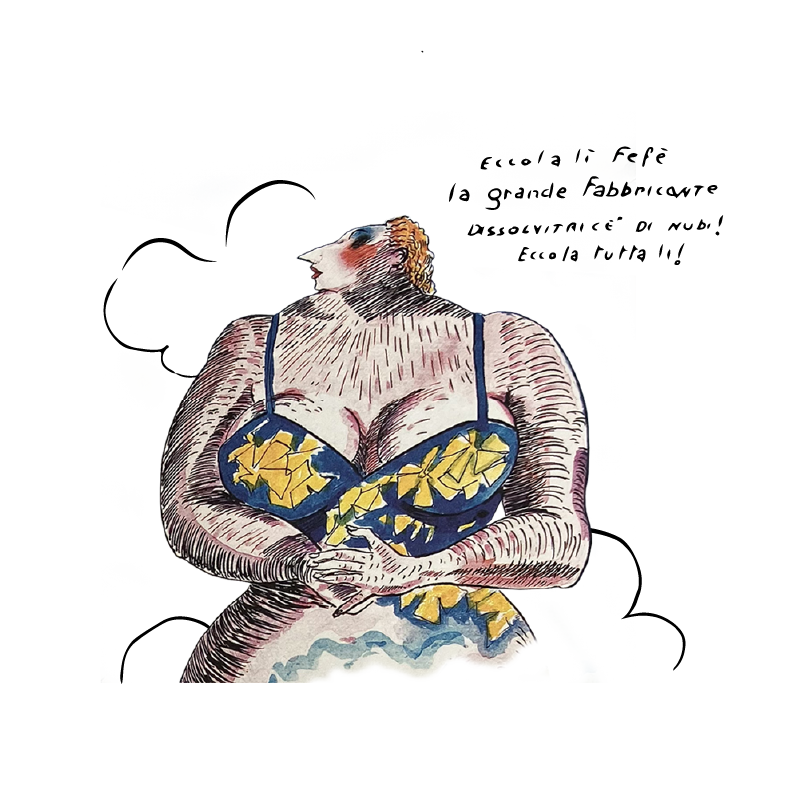 Eccola lì Fefè
la grande Fabbricante
DISSOLVITRICE DI NUBI!
Eccola tutta lì!